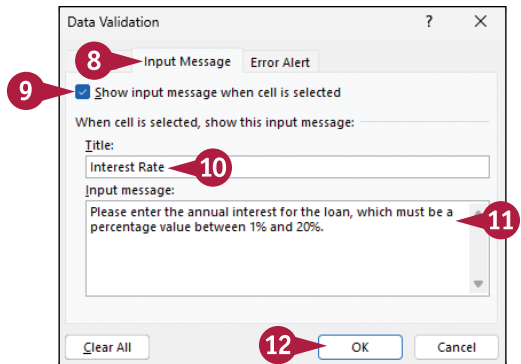 Data Validation ? ×
8 Input Message Error Alert
9 Show input message when cell is selected
When cell is selected, show this input message:
Title:
Interest Rate 10
Input message:
Please enter the annual interest for the loan, which must be a
percentage value between 1% and 20%. 11
Clear All 12 OK Cancel